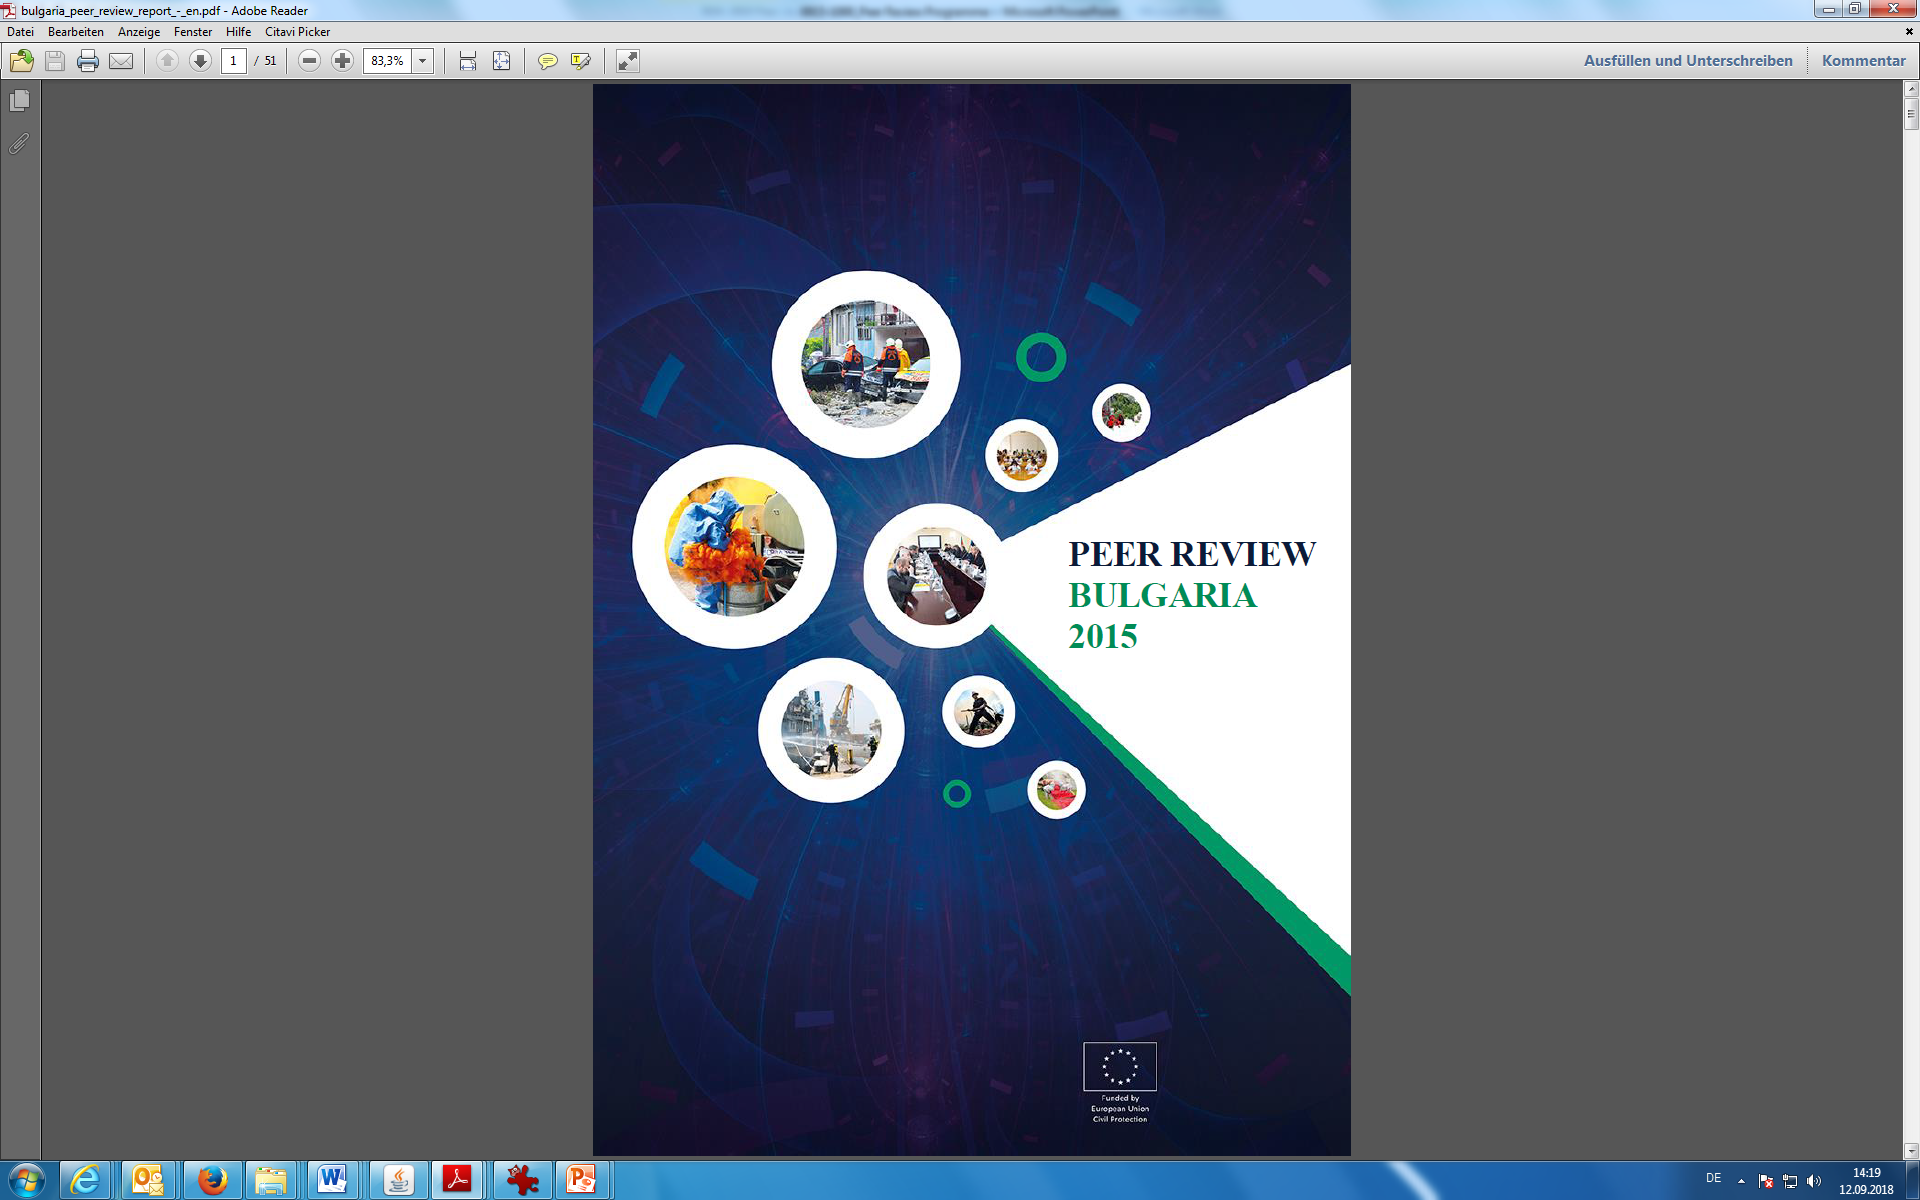 bulgaria_peer_review_report_-_en.pdf - Adobe Reader
Datei Bearbeiten Anzeige Fenster Hilfe Citavi Picker
1 / 51 83,3% Ausfüllen und Unterschreiben Kommentar
PEER REVIEW
BULGARIA
2015
Funded by
European Union
Civil Protection
DE 14:19
12.09.2018